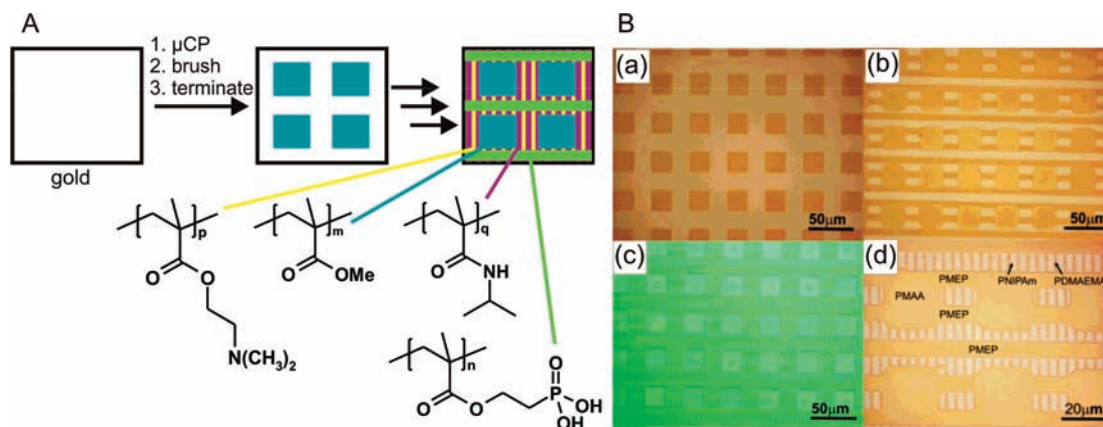 A
1. µCP
2. brush
3. terminate
gold
p
O
O
N(CH₃)₂
m
O
OMe
q
O
NH
n
O
O
O
P
OH
OH
B
(a)
50µm
(b)
50µm
(c)
50µm
(d)
PMEP
PNIPAm
PDMAEMA
PMAA
PMEP
PMEP
20µm